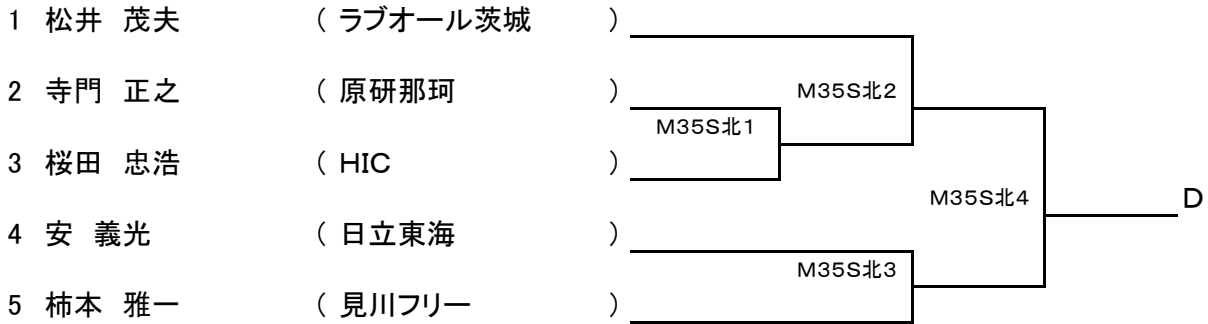 1 松井 茂夫 ( ラブオール茨城 )
2 寺門 正之 ( 原研那珂 )
M35S北2
M35S北1
3 桜田 忠浩 ( HIC )
M35S北4
D
4 安 義光 ( 日立東海 )
M35S北3
5 柿本 雅一 ( 見川フリー )